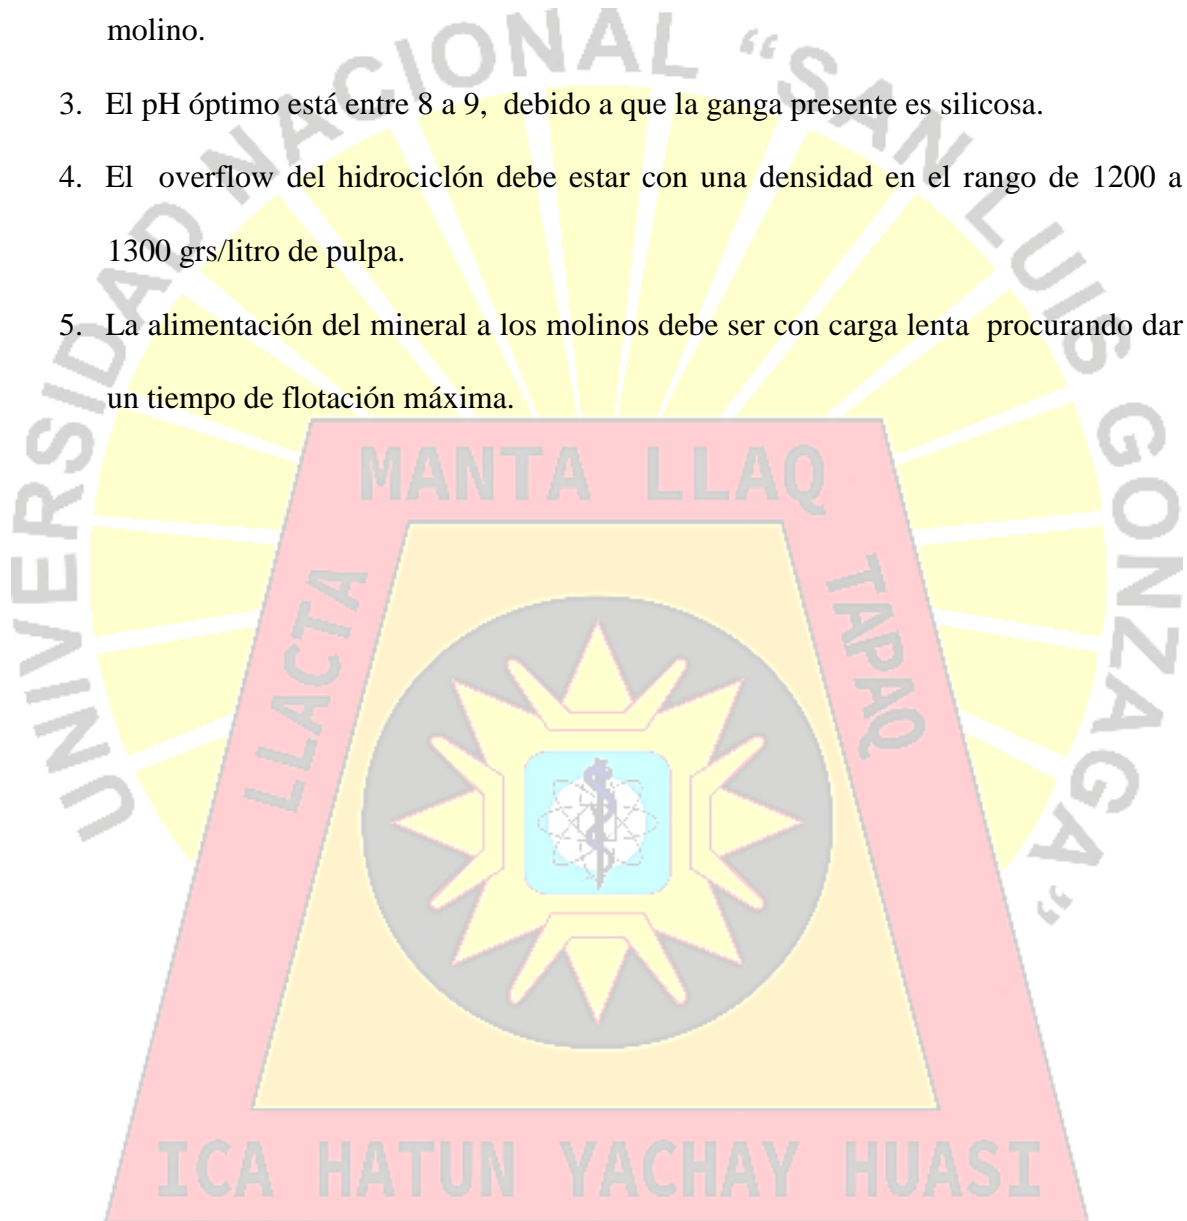 molino.
3. El pH óptimo está entre 8 a 9, debido a que la ganga presente es silicosa.
4. El overflow del hidrociclón debe estar con una densidad en el rango de 1200 a
1300 grs/litro de pulpa.
5. La alimentación del mineral a los molinos debe ser con carga lenta procurando dar
un tiempo de flotación máxima.
UNIVERSIDAD NACIONAL “SAN LUIS GONZAGA”
LLACTA
MANTA LLAQ
TAPAQ
ICA HATUN YACHAY HUASI